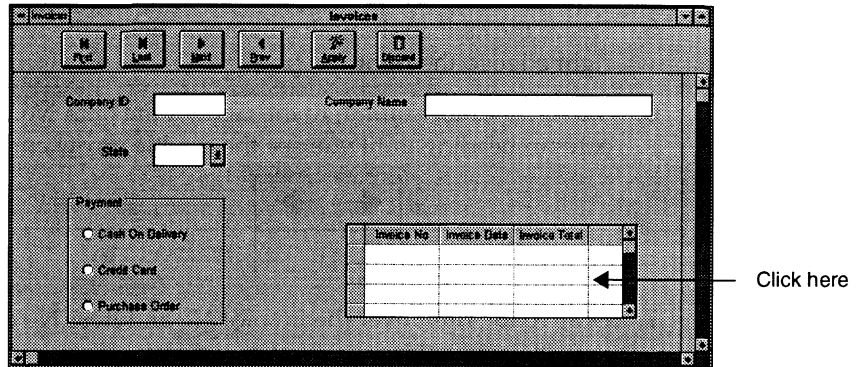 Invoices
Invoices
First Last Next Prev Apply Discard
Company ID
Company Name
State
Payment
Cash On Delivery
Credit Card
Purchase Order
Invoice No Invoice Date Invoice Total
Click here